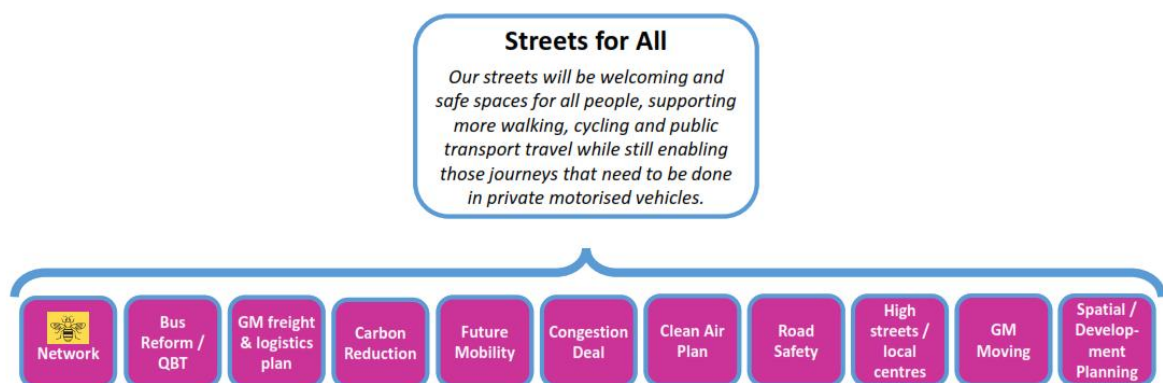 Streets for All
Our streets will be welcoming and
safe spaces for all people, supporting
more walking, cycling and public
transport travel while still enabling
those journeys that need to be done
in private motorised vehicles.
Network
Bus
Reform /
QBT
GM freight
& logistics
plan
Carbon
Reduction
Future
Mobility
Congestion
Deal
Clean Air
Plan
Road
Safety
High
streets /
local
centres
GM
Moving
Spatial /
Develop-
ment
Planning